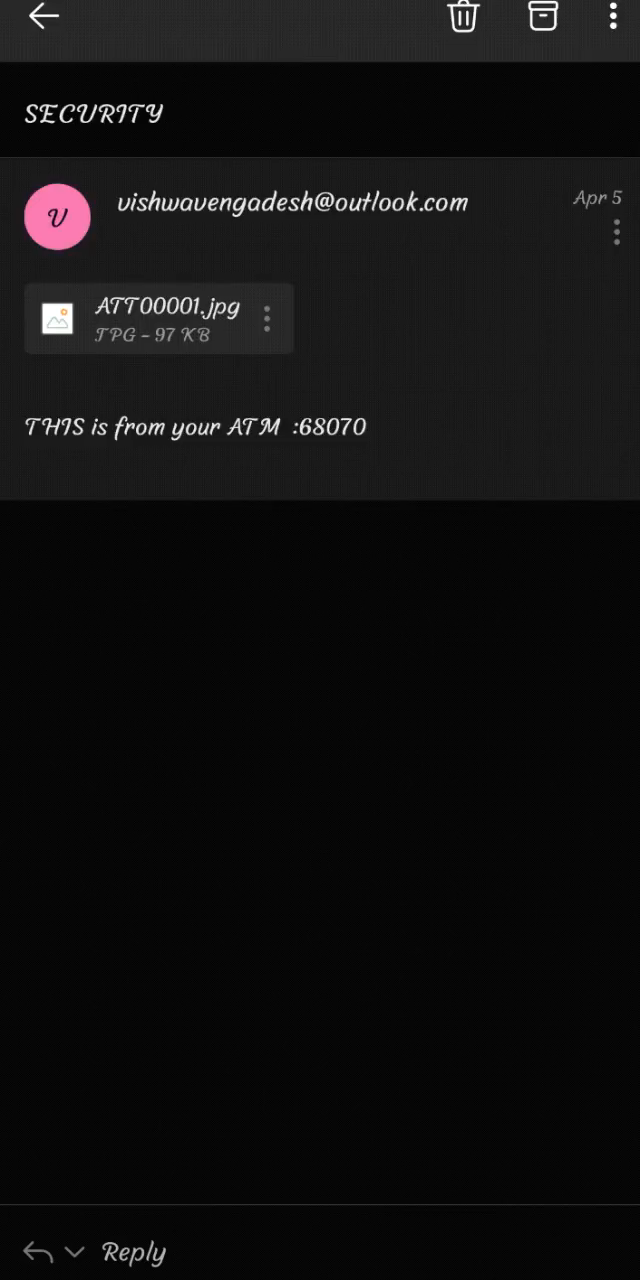 SECURITY
V
vishwavengadesh@outlook.com
Apr 5
ATT00001.jpg
JPG - 97 KB
THIS is from your ATM :68070
Reply